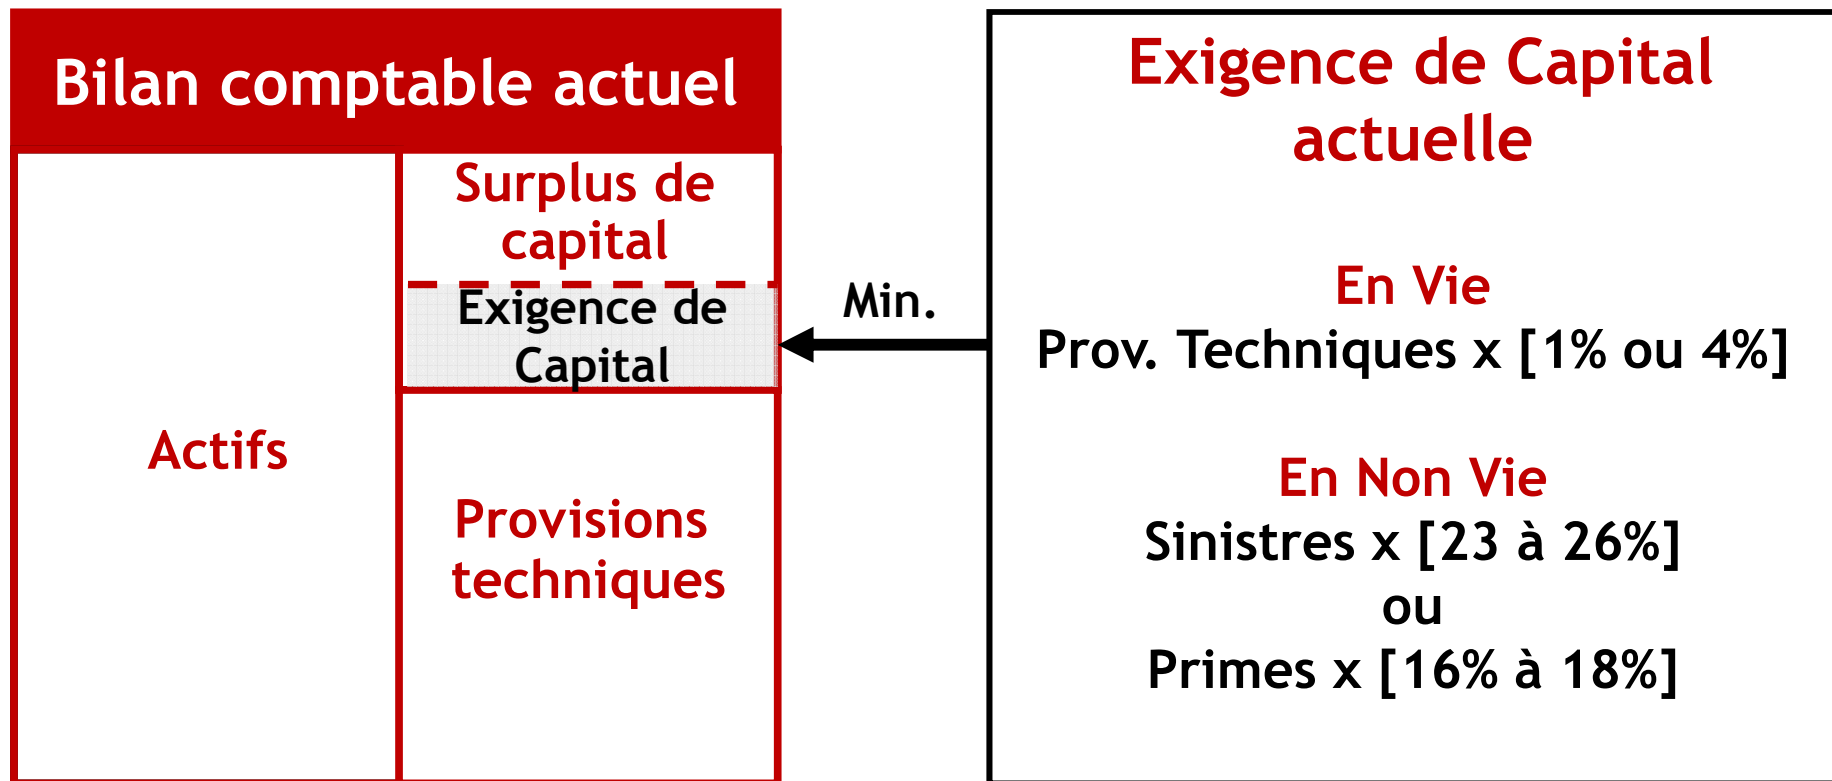 Bilan comptable actuel
Surplus de
capital
Exigence de
Capital
Actifs
Provisions
techniques
Min.
Exigence de Capital
actuelle
En Vie
Prov. Techniques x [1% ou 4%]
En Non Vie
Sinistres x [23 à 26%]
ou
Primes x [16% à 18%]